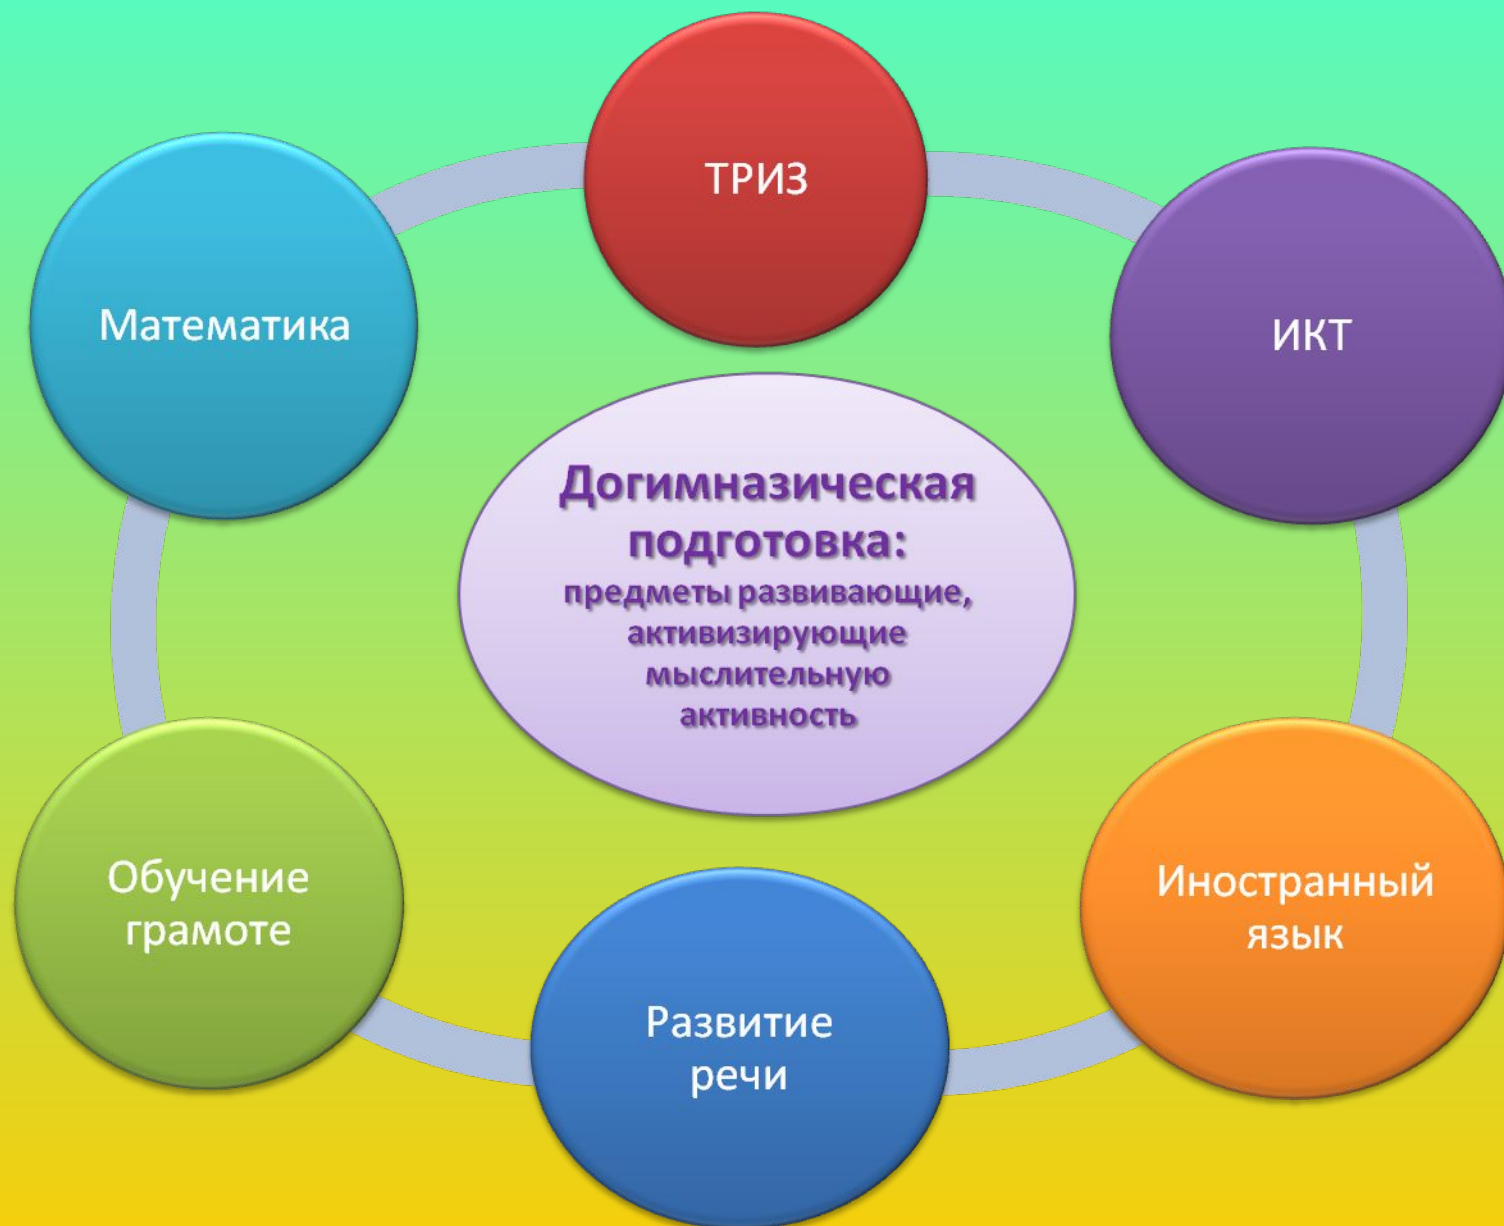 ТРИЗ
Математика
ИКТ
Догимназическая
подготовка:
предметы развивающие,
активизирующие
мыслительную
активность
Обучение
грамоте
Иностранный
язык
Развитие
речи